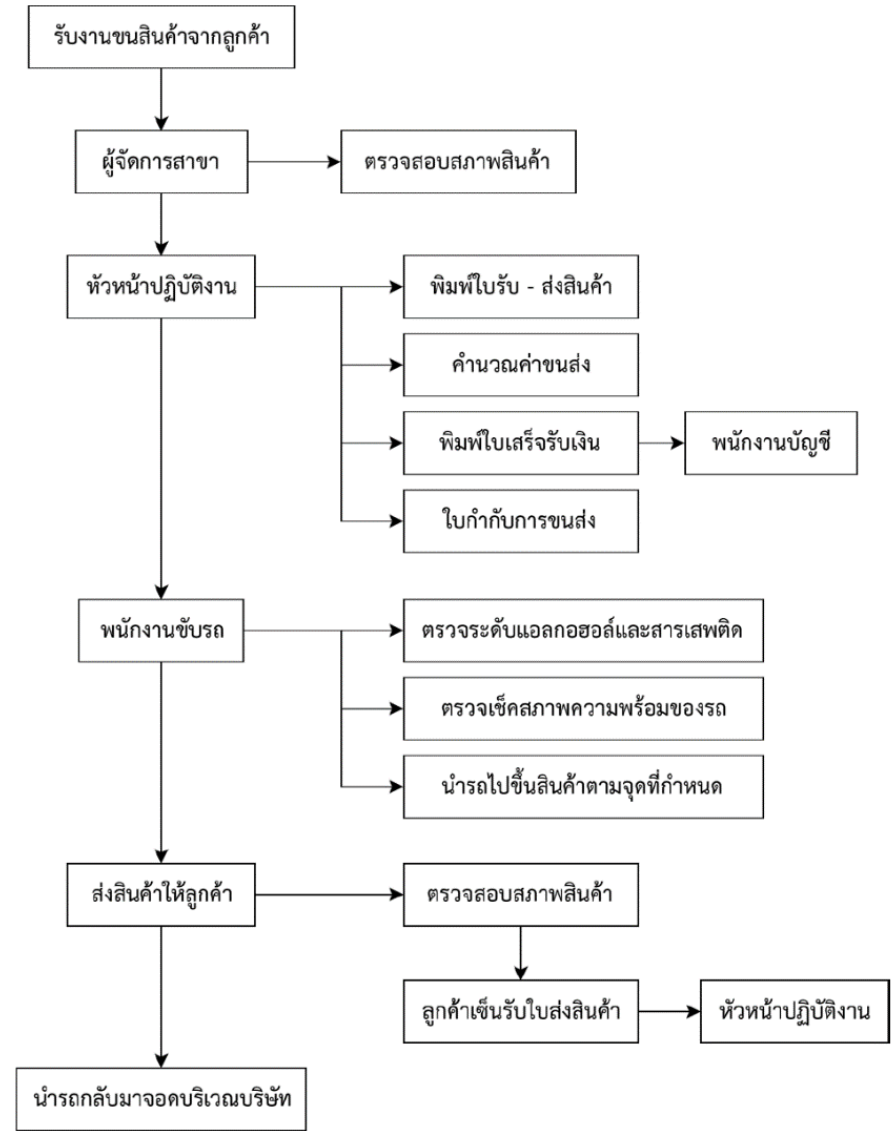 รับงานขนสินค้าจากลูกค้า
ผู้จัดการสาขา
ตรวจสอบสภาพสินค้า
หัวหน้าปฏิบัติงาน
พิมพ์ใบรับ - ส่งสินค้า
คำนวณค่าขนส่ง
พิมพ์ใบเสร็จรับเงิน
พนักงานบัญชี
ใบกำกับการขนส่ง
พนักงานขับรถ
ตรวจระดับแอลกอฮอล์และสารเสพติด
ตรวจเช็คสภาพความพร้อมของรถ
นำรถไปขึ้นสินค้าตามจุดที่กำหนด
ส่งสินค้าให้ลูกค้า
ตรวจสอบสภาพสินค้า
ลูกค้าเซ็นรับใบส่งสินค้า
หัวหน้าปฏิบัติงาน
นำรถกลับมาจอดบริเวณบริษัท